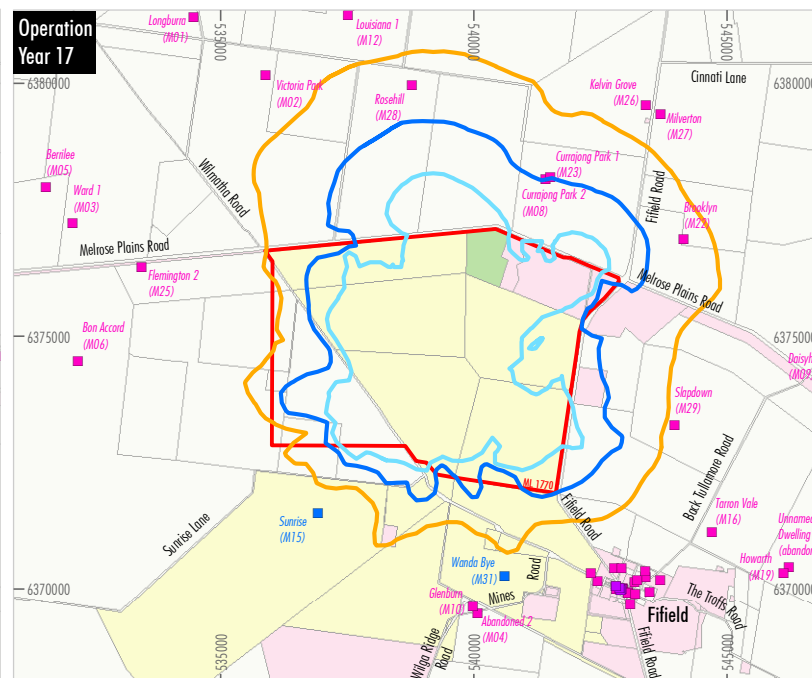 Operation
Year 17
Longburra
(M01)
535000
Louisiana 1
(M12)
540000
545000
6380000
6380000
Victoria Park
(M02)
Rosehill
(M28)
Kelvin Grove
(M26)
Cinnati Lane
Milverton
(M27)
Berrilee
(M05)
Ward 1
(M03)
Wilmatha Road
Currajong Park 1
(M23)
Currajong Park 2
(M08)
Fifield Road
Brooklyn
(M22)
Melrose Plains Road
Flemington 2
(M25)
Melrose Plains Road
Bon Accord
(M06)
6375000
6375000
Daisyh
(M09
Slapdown
(M29)
ML 1770
Back Tullamore Road
Fifield Road
Tarron Vale
(M16)
Unnamed
Dwelling
(abandon
Sunrise Lane
Sunrise
(M15)
Wanda Bye
(M31)
Howarth
(M19)
6370000
6370000
Glenburn
(M10)
Mines Road
Abandoned 2
(M04)
The Troffs Road
Fifield
Fifield Road
Wilga Ridge
Road
535000
540000
545000